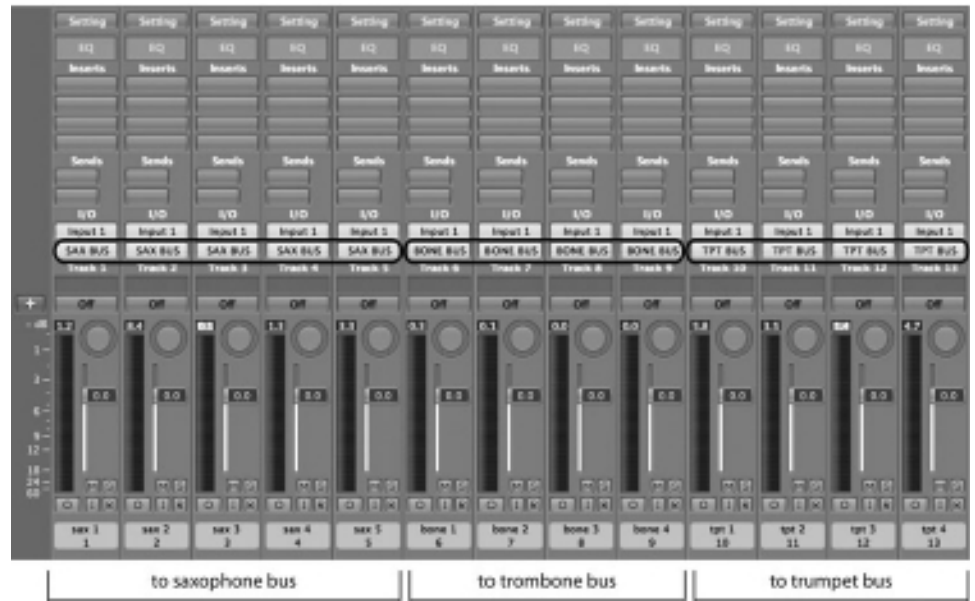 Setting Setting Setting Setting Setting Setting Setting Setting Setting Setting Setting Setting Setting
EQ EQ EQ EQ EQ EQ EQ EQ EQ EQ EQ EQ EQ
Inserts Inserts Inserts Inserts Inserts Inserts Inserts Inserts Inserts Inserts Inserts Inserts Inserts
Sends Sends Sends Sends Sends Sends Sends Sends Sends Sends Sends Sends Sends
I/O I/O I/O I/O I/O I/O I/O I/O I/O I/O I/O I/O I/O
Input 1 Input 1 Input 1 Input 1 Input 1 Input 1 Input 1 Input 1 Input 1 Input 1 Input 1 Input 1 Input 1
SAX BUS SAX BUS SAX BUS SAX BUS SAX BUS BONE BUS BONE BUS BONE BUS BONE BUS TPT BUS TPT BUS TPT BUS TPT BUS
Track 1 Track 2 Track 3 Track 4 Track 5 Track 6 Track 7 Track 8 Track 9 Track 10 Track 11 Track 12 Track 13
+ Off Off Off Off Off Off Off Off Off Off Off Off Off
0.0 0.0 0.0 0.0 0.0 0.0 0.0 0.0 0.0 0.0 0.0 0.0 0.0
sax 1 sax 2 sax 3 sax 4 sax 5 bone 1 bone 2 bone 3 bone 4 tpt 1 tpt 2 tpt 3 tpt 4
1 2 3 4 5 6 7 8 9 10 11 12 13
to saxophone bus to trombone bus to trumpet bus